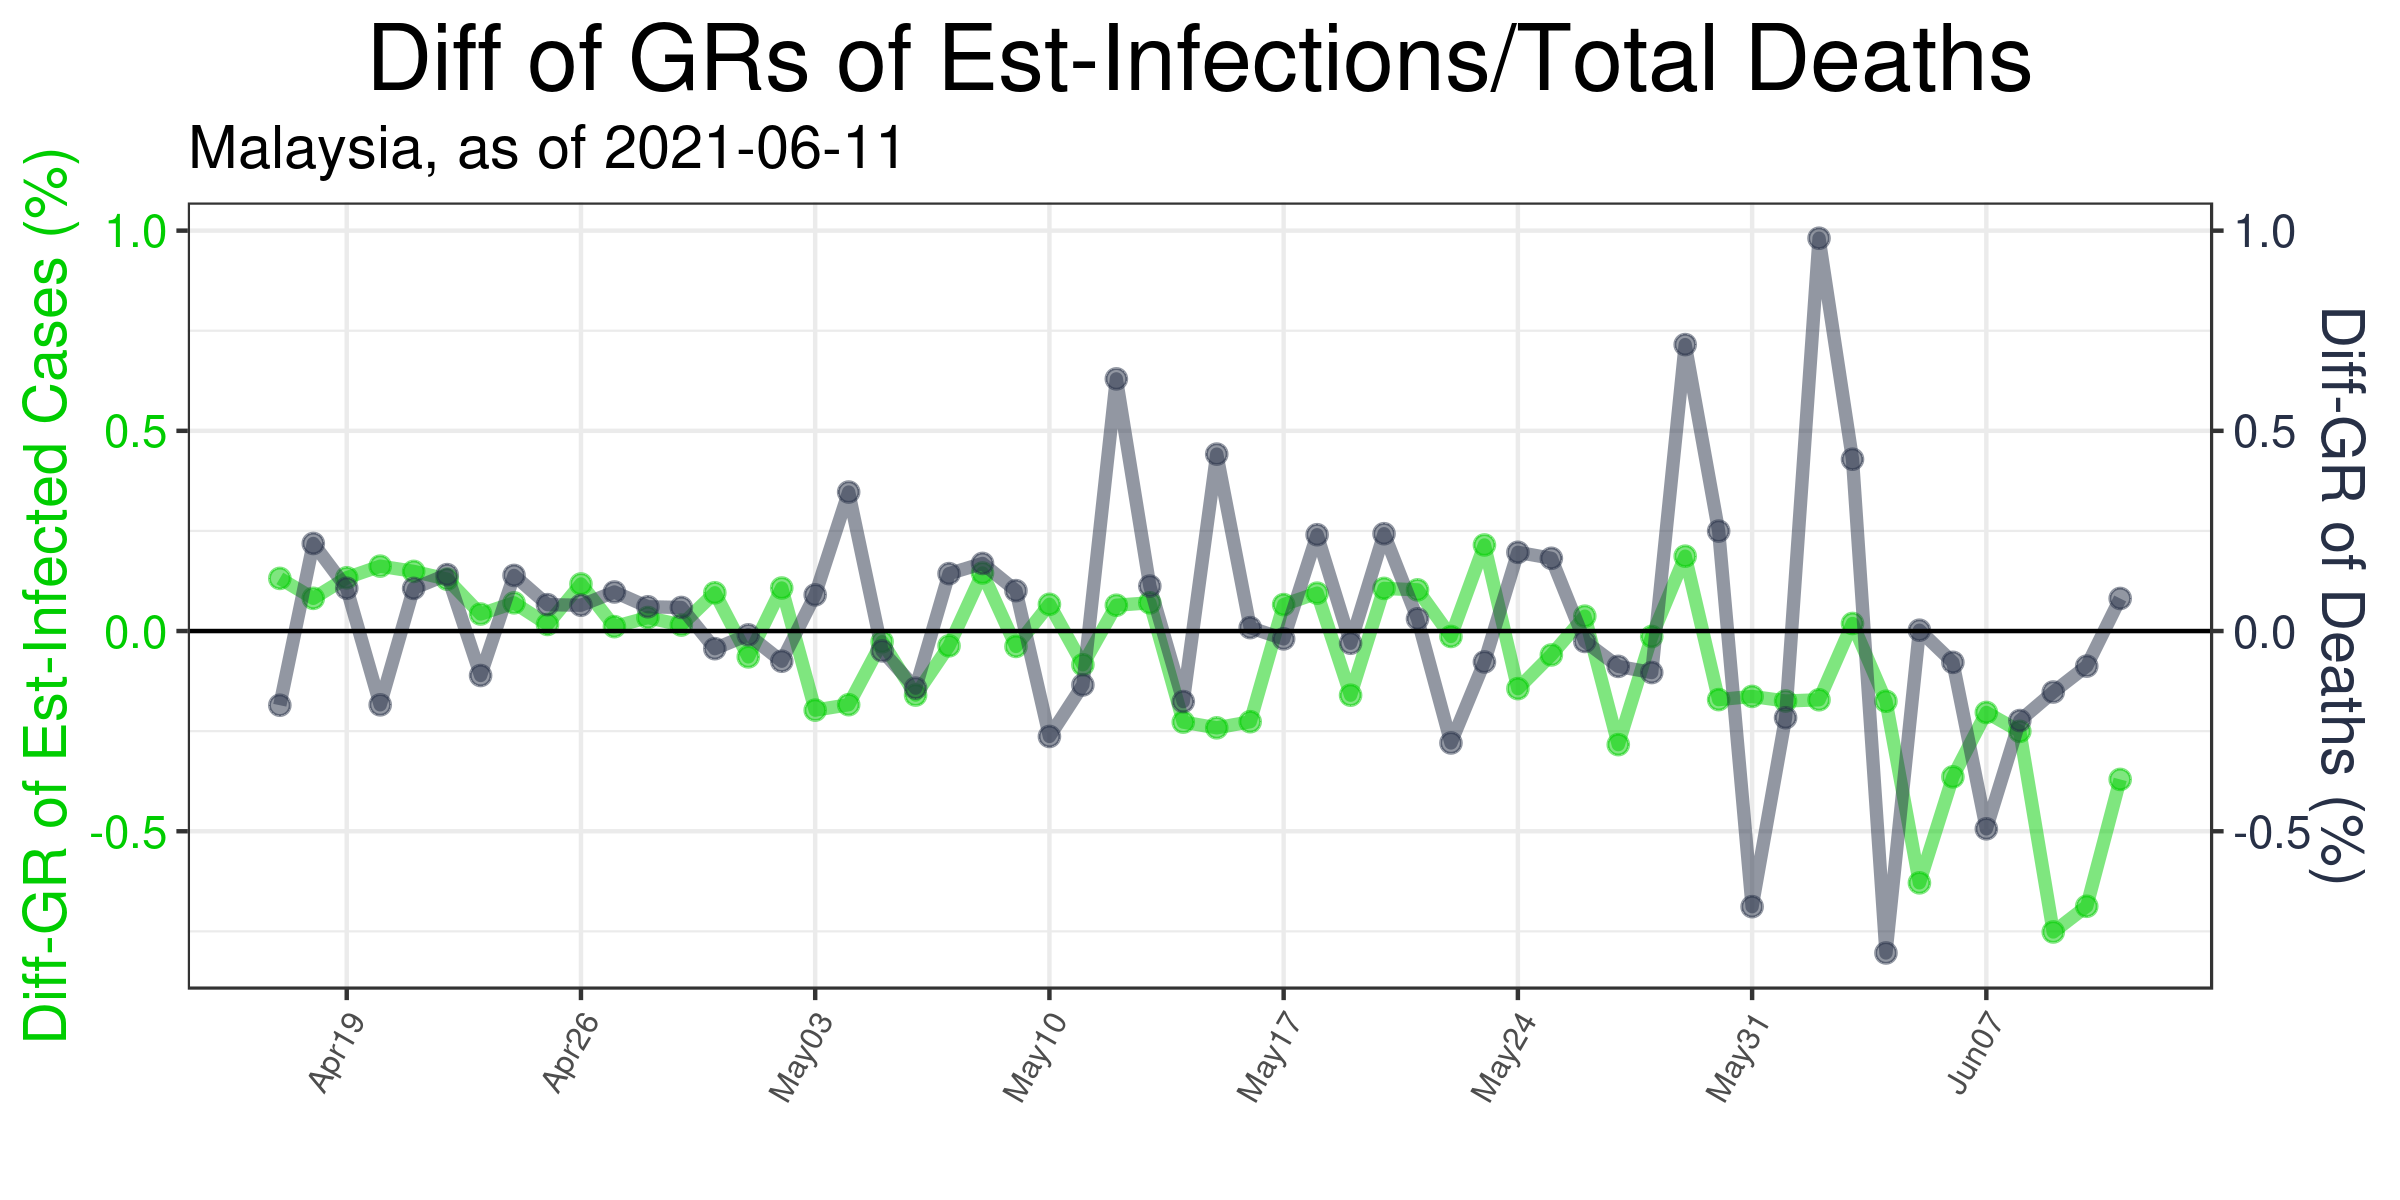 Diff of GRs of Est-Infections/Total Deaths
Malaysia, as of 2021-06-11
Diff-GR of Est-Infected Cases (%)
1.0
0.5
0.0
-0.5
1.0
0.5
0.0
-0.5
Diff-GR of Deaths (%)
Apr19
Apr26
May03
May10
May17
May24
May31
Jun07